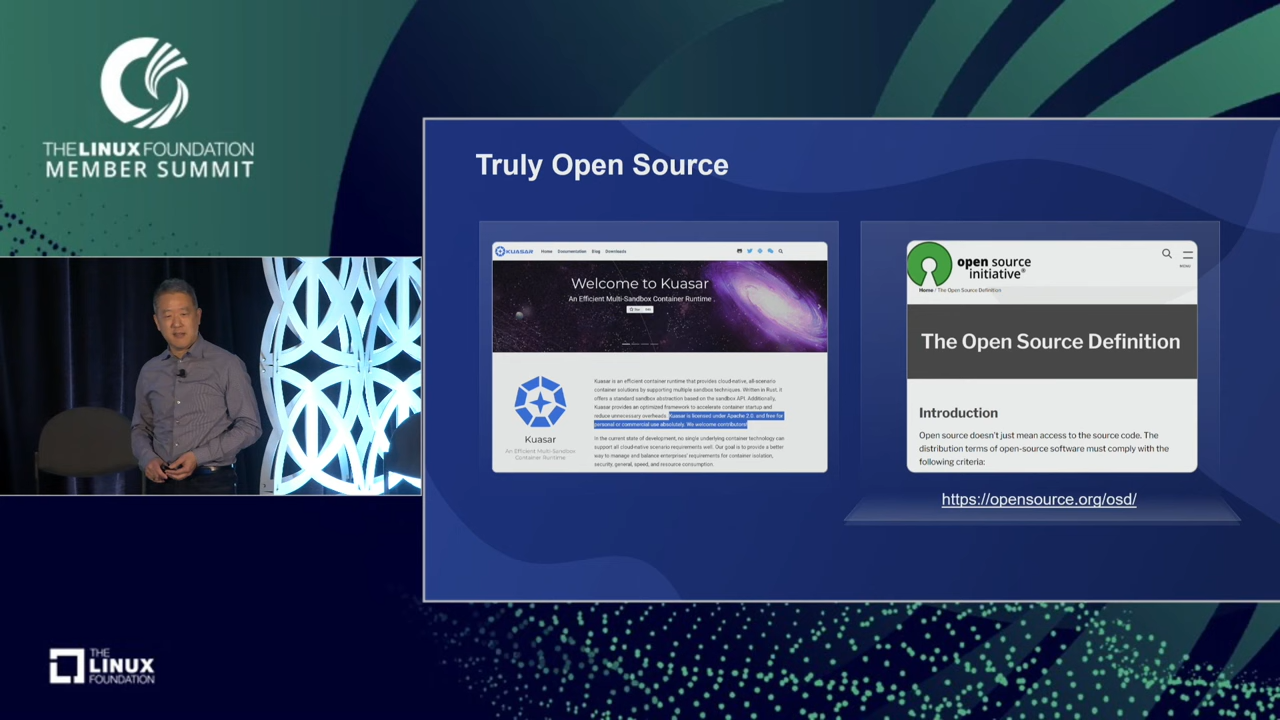 THE LINUX FOUNDATION
MEMBER SUMMIT
Truly Open Source
KUASAR Home Documentation Blog Downloads
Welcome to Kuasar
An Efficient Multi-Sandbox Container Runtime
Star
Kuasar
An Efficient Multi-Sandbox
Container Runtime
Kuasar is an efficient container runtime that provides cloud-native, all-scenario
container solutions by supporting multiple sandbox techniques. Written in Rust, it
offers a standard sandbox abstraction based on the sandbox API. Additionally,
Kuasar provides an optimized framework to accelerate container startup and
reduce unnecessary overheads. Kuasar is licensed under Apache 2.0. and free for
personal or commercial use absolutely. We welcome contributors!
In the current state of development, no single underlying container technology can
support all cloud-native scenario requirements well. Our goal is to provide a better
way to manage and balance enterprises' requirements for container isolation,
security, general, speed, and resource consumption.
open source
initiative®
MENU
Home / The Open Source Definition
The Open Source Definition
Introduction
Open source doesn't just mean access to the source code. The
distribution terms of open-source software must comply with the
following criteria:
https://opensource.org/osd/
THE
LINUX
FOUNDATION